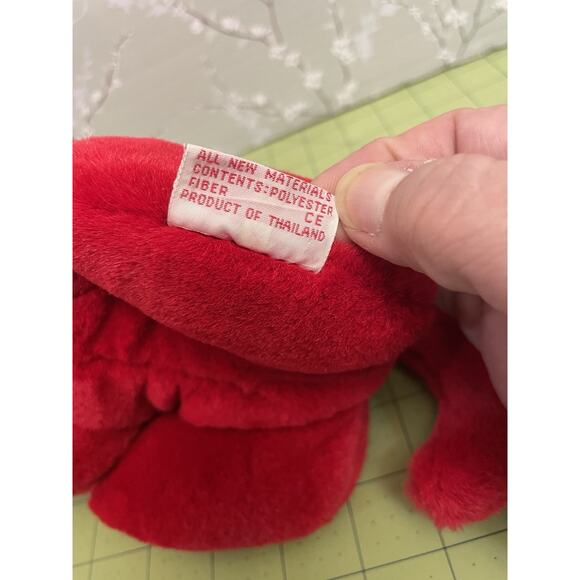 ALL NEW MATERIALS
CONTENTS:POLYESTER
FIBER CE
PRODUCT OF THAILAND